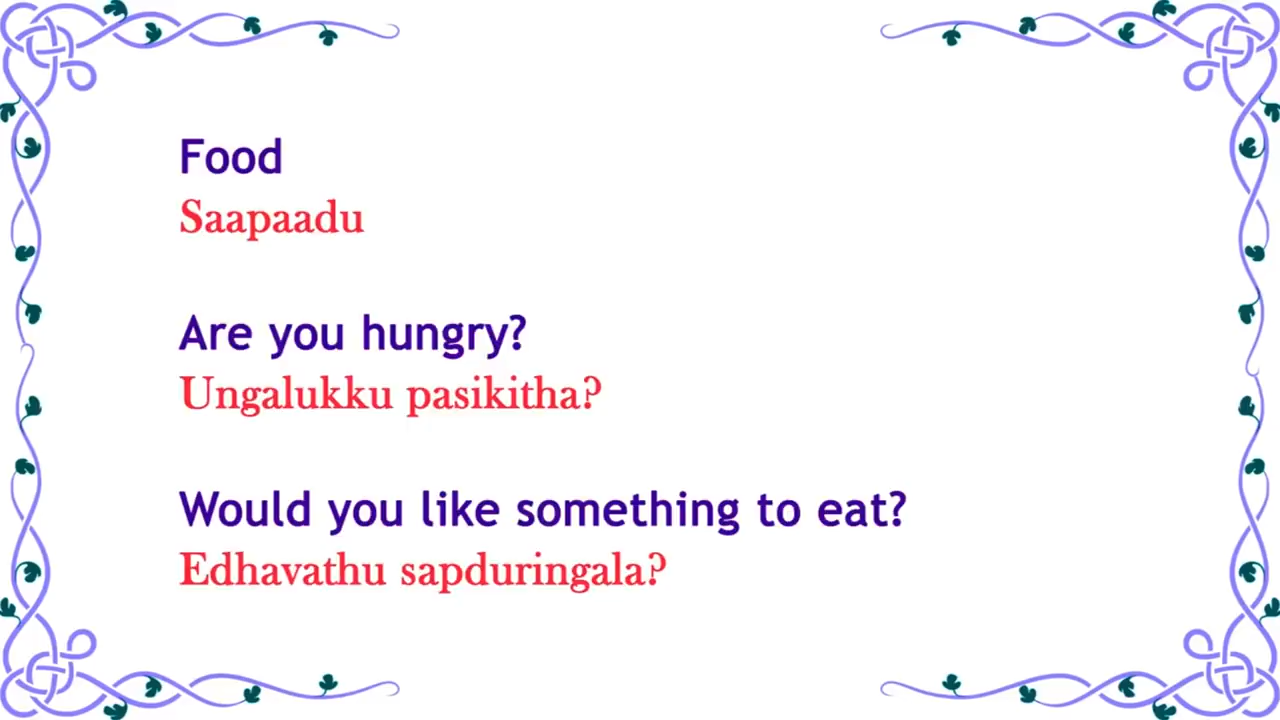 Food
Saapaadu
Are you hungry?
Ungalukku pasikitha?
Would you like something to eat?
Edhavathu sapduringala?